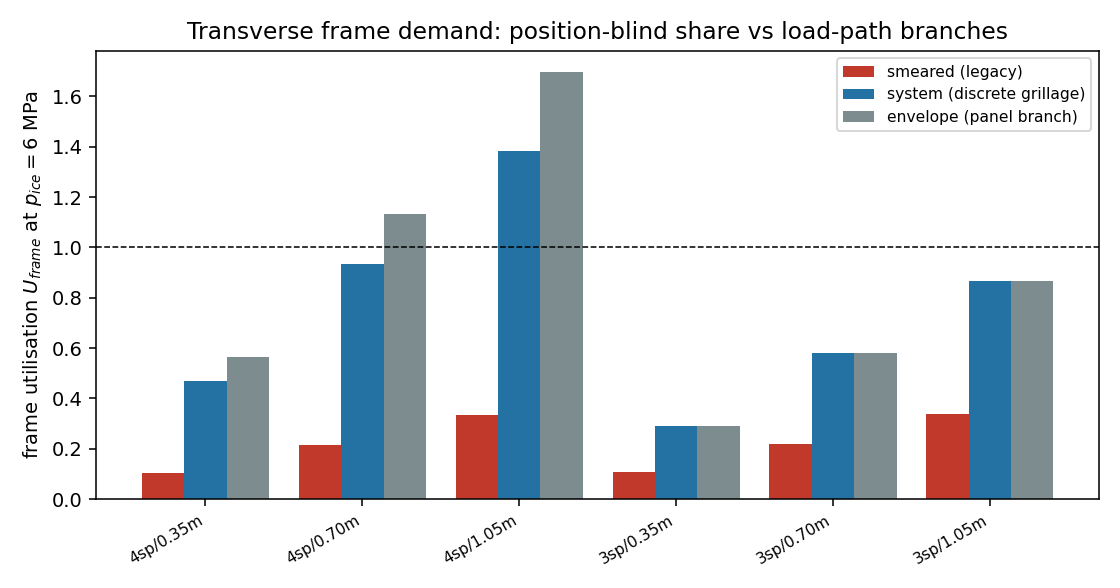 Transverse frame demand: position-blind share vs load-path branches
smeared (legacy)
system (discrete grillage)
envelope (panel branch)
frame utilisation U_frame at p_ice = 6 MPa
1.6
1.4
1.2
1.0
0.8
0.6
0.4
0.2
0.0
4sp/0.35m
4sp/0.70m
4sp/1.05m
3sp/0.35m
3sp/0.70m
3sp/1.05m